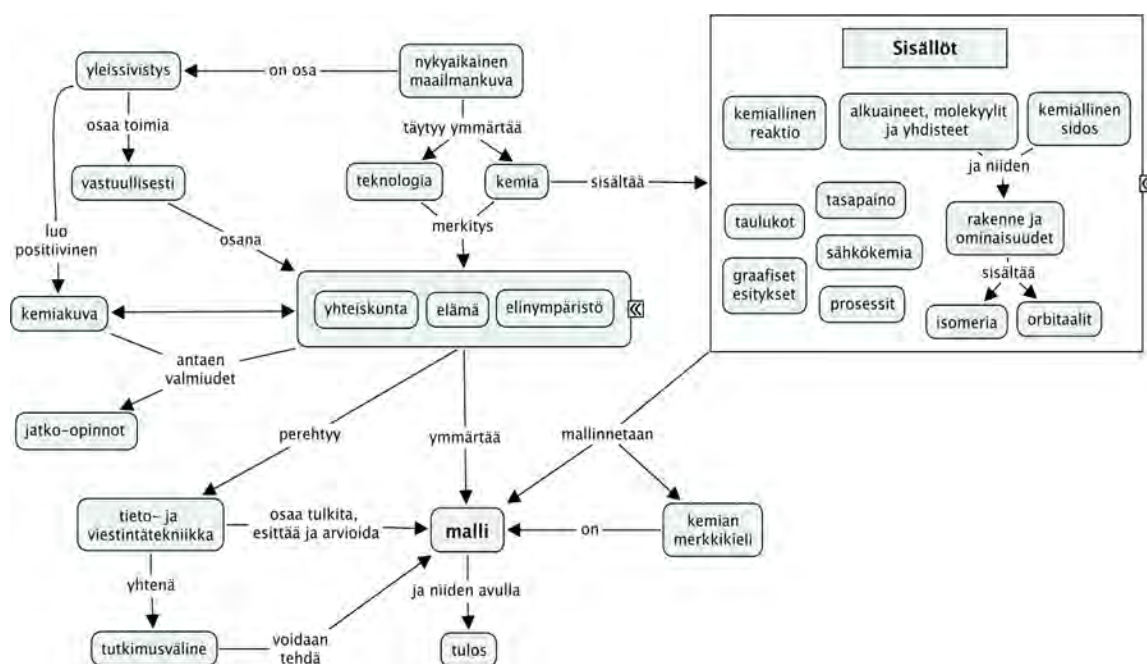 yleissivistys
on osa
nykyaikainen
maailmankuva
osaa toimia
täytyy ymmärtää
vastuullisesti
teknologia
kemia
sisältää
luo
positiivinen
osana
merkitys
yhteiskunta
elämä
elinympäristö
kemiakuva
antaen
valmiudet
jatko-opinnot
perehtyy
ymmärtää
mallinnetaan
tieto- ja
viestintätekniikka
osaa tulkita,
esittää ja arvioida
malli
on
kemian
merkkikieli
yhtenä
ja niiden avulla
tutkimusväline
voidaan
tehdä
tulos
Sisällöt
kemiallinen
reaktio
alkuaineet, molekyylit
ja yhdisteet
kemiallinen
sidos
ja niiden
taulukot
tasapaino
rakenne ja
ominaisuudet
graafiset
esitykset
sähkökemia
sisältää
prosessit
isomeria
orbitaalit